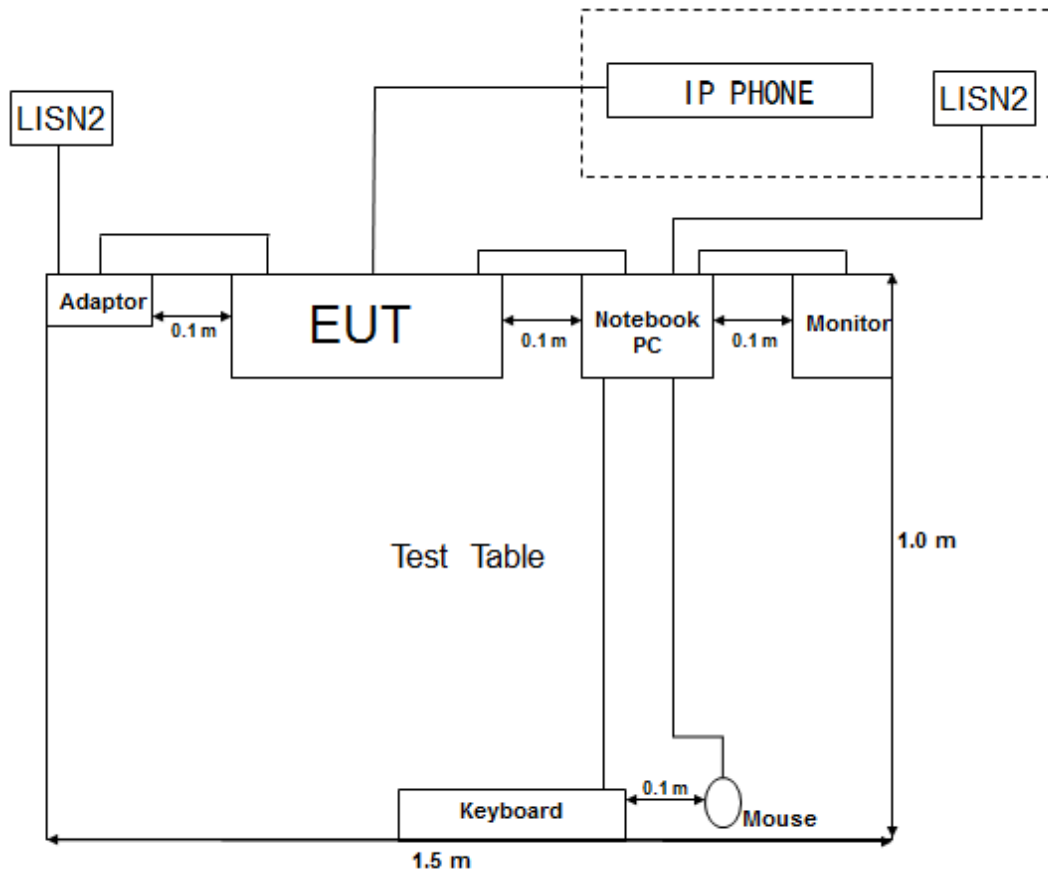 IP PHONE
LISN2
LISN2
Adaptor
0.1 m
EUT
0.1 m
Notebook
PC
0.1 m
Monitor
1.0 m
Test Table
0.1 m
Keyboard
Mouse
1.5 m